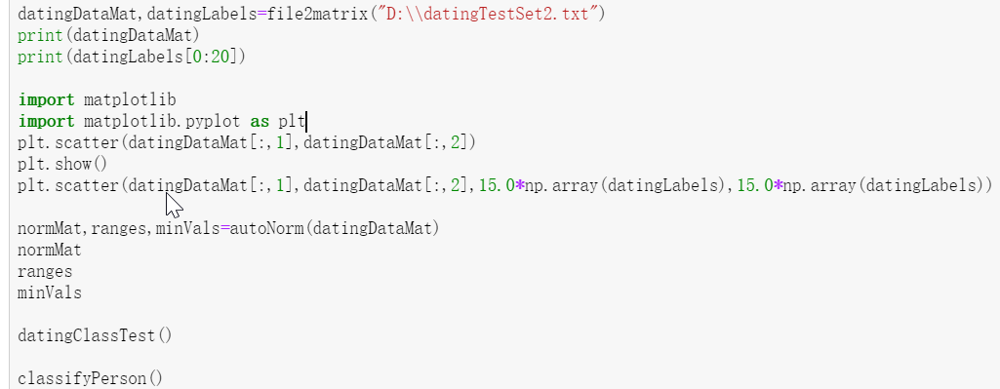 datingDataMat,datingLabels=file2matrix("D:\\datingTestSet2.txt")
print(datingDataMat)
print(datingLabels[0:20])
import matplotlib
import matplotlib.pyplot as plt
plt.scatter(datingDataMat[:,1],datingDataMat[:,2])
plt.show()
plt.scatter(datingDataMat[:,1],datingDataMat[:,2],15.0*np.array(datingLabels),15.0*np.array(datingLabels))
normMat,ranges,minVals=autoNorm(datingDataMat)
normMat
ranges
minVals
datingClassTest()
classifyPerson()